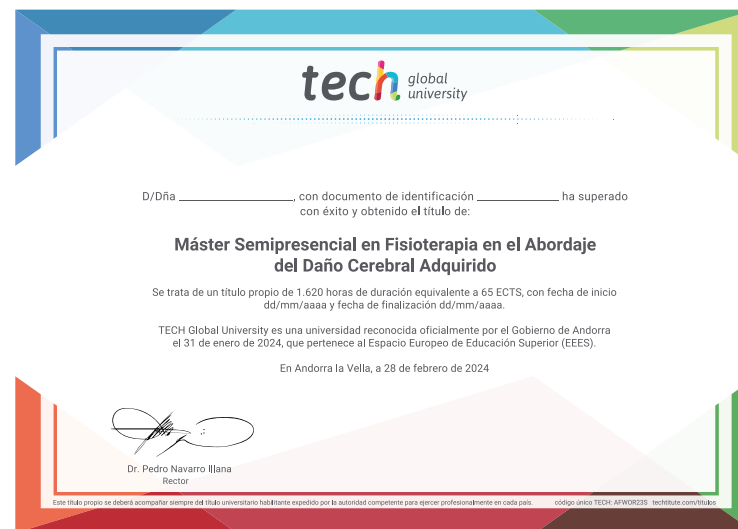 tech global university
D/Dña ____________________, con documento de identificación _______________ ha superado
con éxito y obtenido el título de:
Máster Semipresencial en Fisioterapia en el Abordaje
del Daño Cerebral Adquirido
Se trata de un título propio de 1.620 horas de duración equivalente a 65 ECTS, con fecha de inicio
dd/mm/aaaa y fecha de finalización dd/mm/aaaa.
TECH Global University es una universidad reconocida oficialmente por el Gobierno de Andorra
el 31 de enero de 2024, que pertenece al Espacio Europeo de Educación Superior (EEES).
En Andorra la Vella, a 28 de febrero de 2024
Dr. Pedro Navarro Illana
Rector
Este título propio se deberá acompañar siempre del título universitario habilitante expedido por la autoridad competente para ejercer profesionalmente en cada país. código único TECH: AFWOR23S techtitute.com/títulos